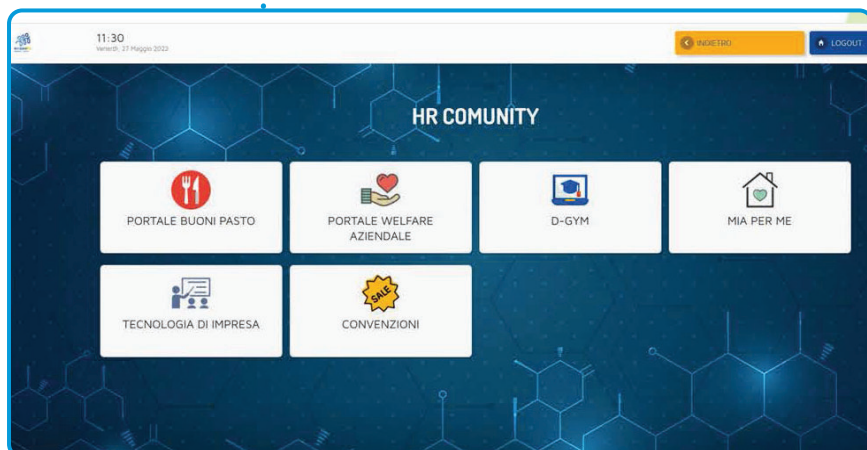 11:30
Venerdì, 27 Maggio 2022
INDIETRO
LOGOUT
HR COMUNITY
PORTALE BUONI PASTO
PORTALE WELFARE
AZIENDALE
D-GYM
MIA PER ME
TECNOLOGIA DI IMPRESA
SALE
CONVENZIONI